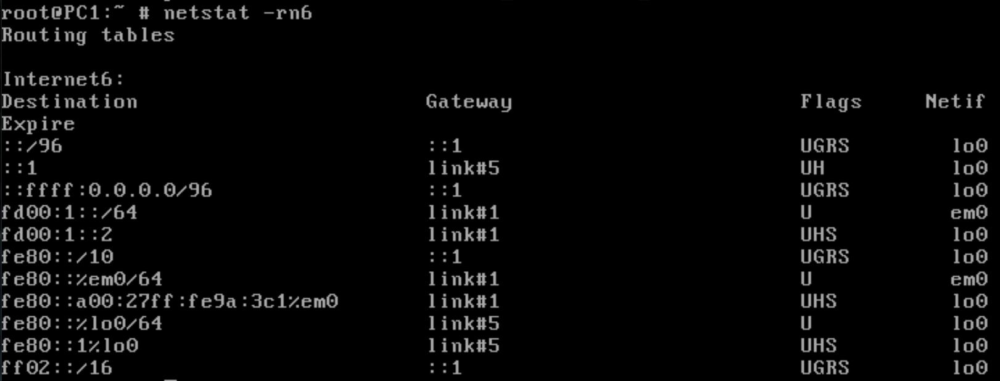 root@PC1:~ # netstat -rn6
Routing tables
Internet6:
Destination Gateway Flags Netif
Expire
::/96 ::1 UGRS lo0
::1 link#5 UH lo0
::ffff:0.0.0.0/96 ::1 UGRS lo0
fd00:1::/64 link#1 U em0
fd00:1::2 link#1 UHS lo0
fe80::/10 ::1 UGRS lo0
fe80::%em0/64 link#1 U em0
fe80::a00:27ff:fe9a:3c1%em0 link#1 UHS lo0
fe80::%lo0/64 link#5 U lo0
fe80::1%lo0 link#5 UHS lo0
ff02::/16 ::1 UGRS lo0